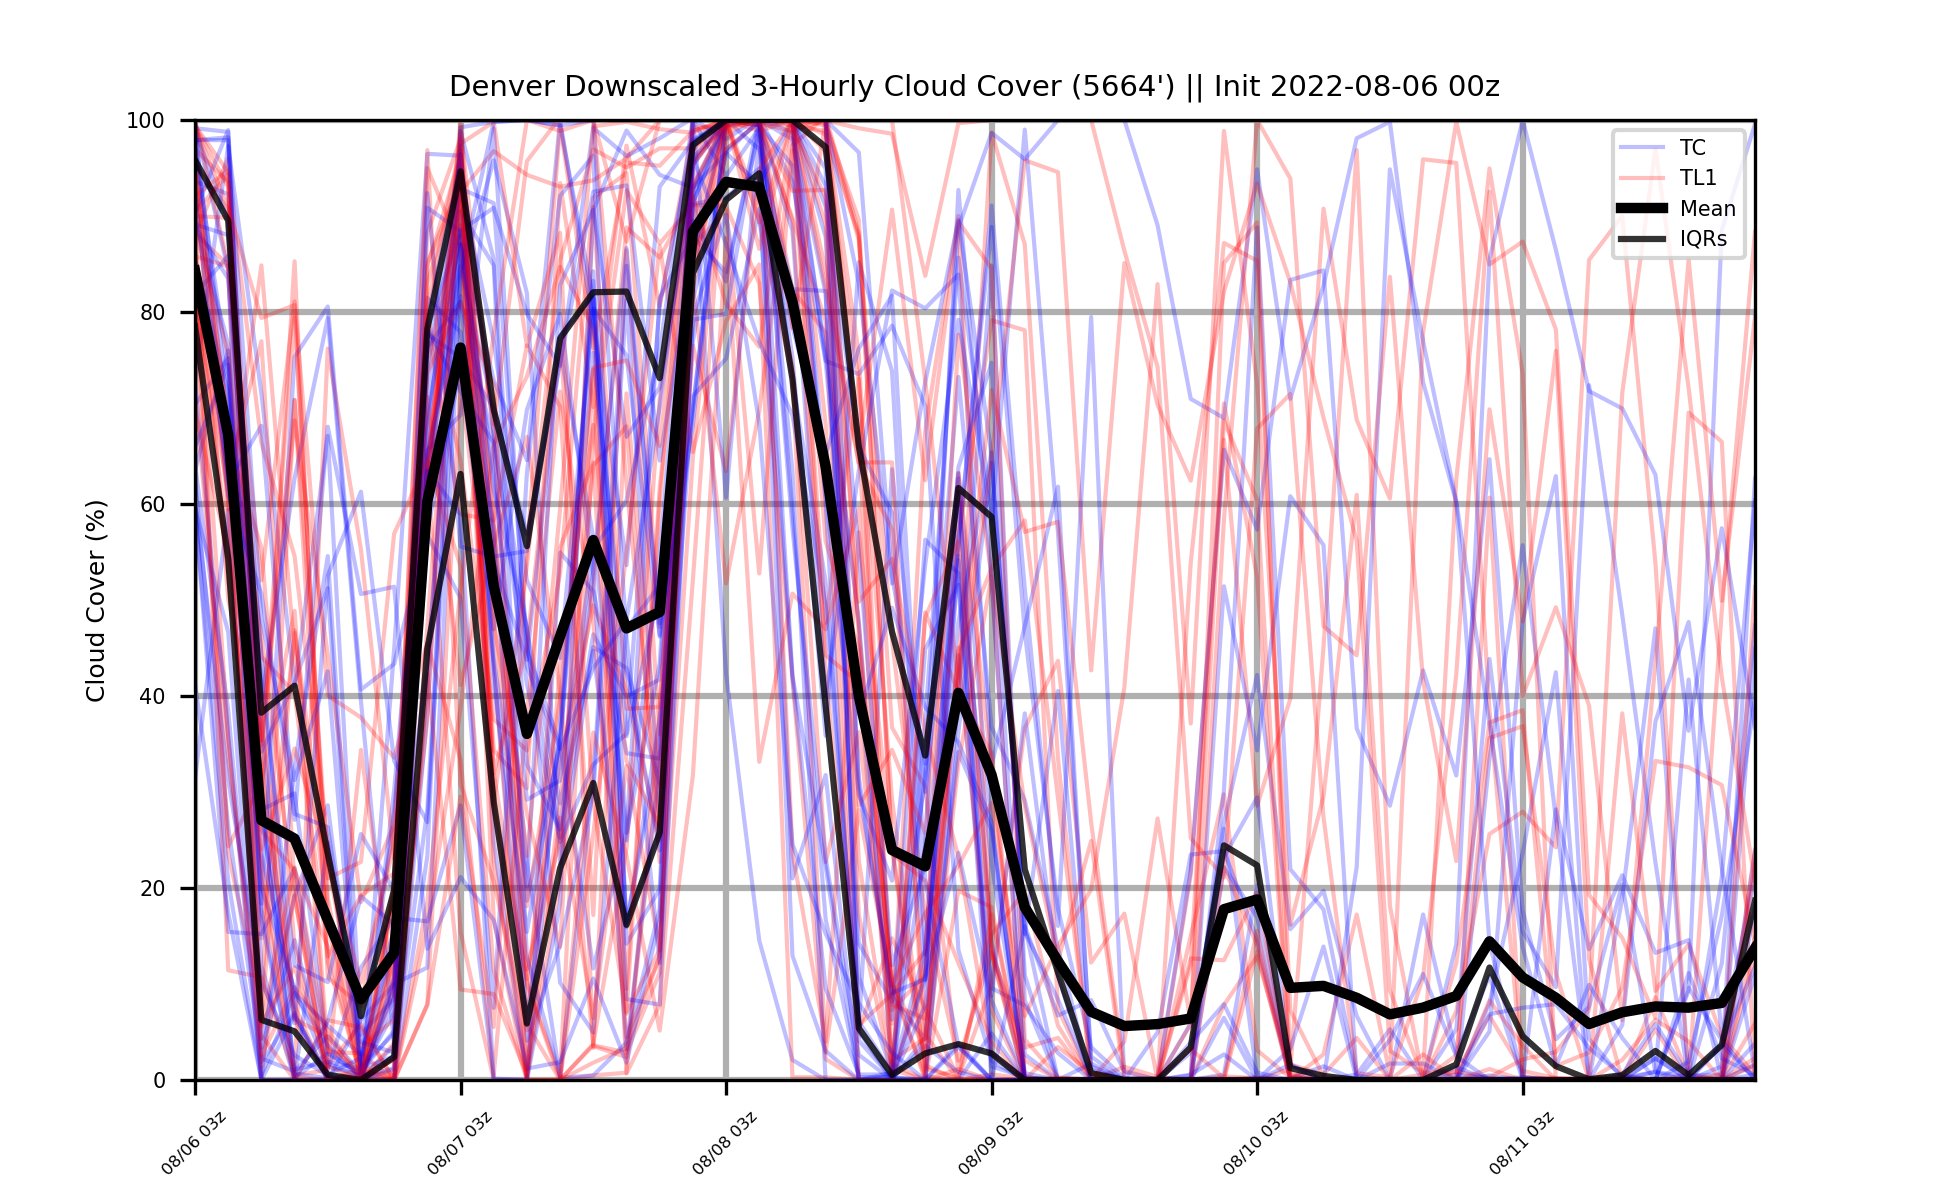 Denver Downscaled 3-Hourly Cloud Cover (5664') || Init 2022-08-06 00z
100
80
60
40
20
0
Cloud Cover (%)
TC
TL1
Mean
IQRs
08/06 03z
08/07 03z
08/08 03z
08/09 03z
08/10 03z
08/11 03z